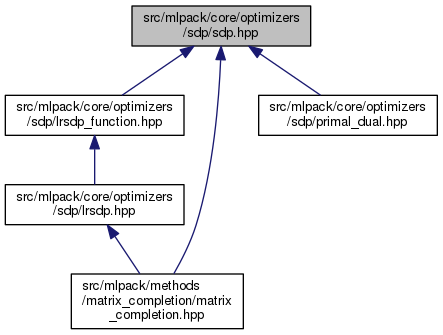 src/mlpack/core/optimizers
/sdp/sdp.hpp
src/mlpack/core/optimizers
/sdp/lrsdp_function.hpp
src/mlpack/core/optimizers
/sdp/primal_dual.hpp
src/mlpack/core/optimizers
/sdp/lrsdp.hpp
src/mlpack/methods
/matrix_completion/matrix
_completion.hpp